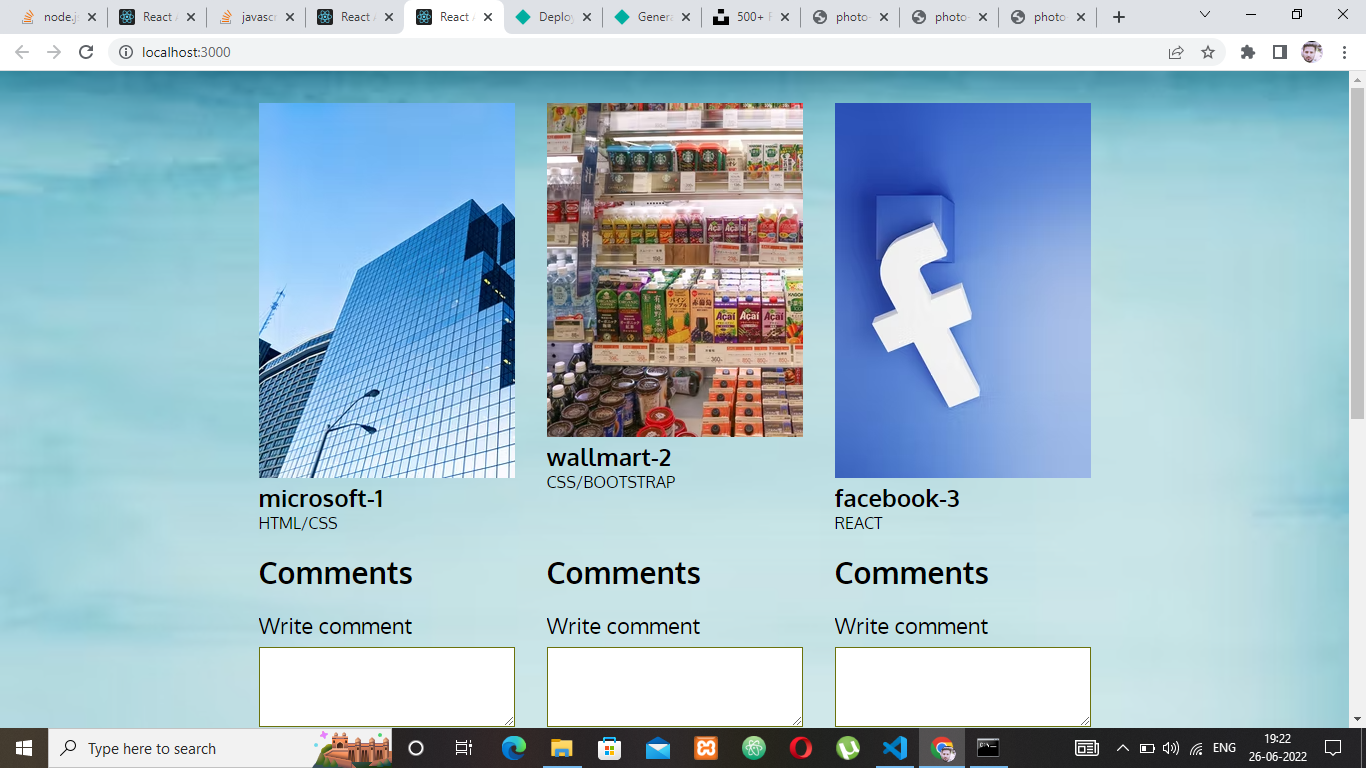 node.j
React
javascr
React
React
Deploy
Genera
500+ F
photo-
photo-
photo-
localhost:3000
microsoft-1
HTML/CSS
wallmart-2
CSS/BOOTSTRAP
facebook-3
REACT
Comments
Comments
Comments
Write comment
Write comment
Write comment
Type here to search
ENG
19:22
26-06-2022